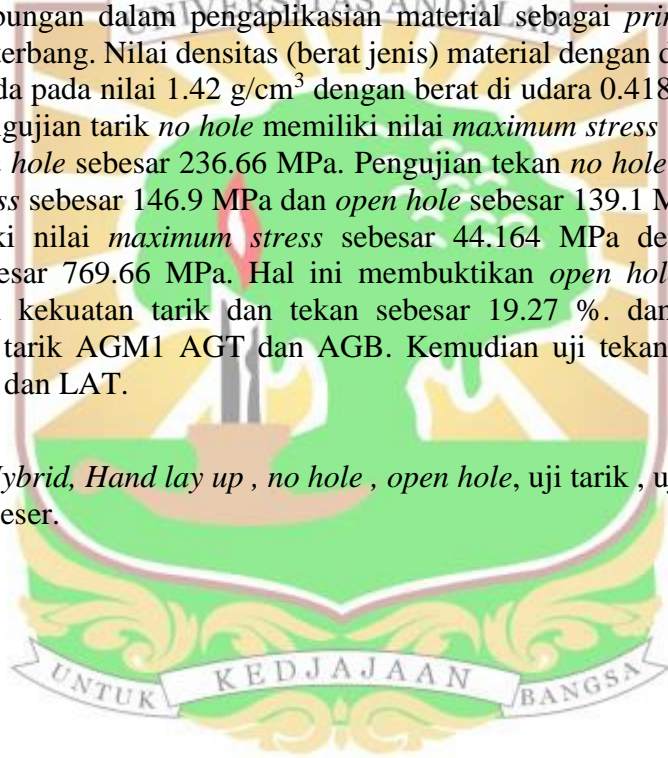 UNIVERSITAS ANDALAS
bungan dalam pengaplikasian material sebagai prin
terbang. Nilai densitas (berat jenis) material dengan d
da pada nilai 1.42 g/cm³ dengan berat di udara 0.418
ngujian tarik no hole memiliki nilai maximum stress
hole sebesar 236.66 MPa. Pengujian tekan no hole
ss sebesar 146.9 MPa dan open hole sebesar 139.1 M
ki nilai maximum stress sebesar 44.164 MPa de
besar 769.66 MPa. Hal ini membuktikan open hol
kekuatan tarik dan tekan sebesar 19.27 %. dan
tarik AGM1 AGT dan AGB. Kemudian uji tekan
dan LAT.
ybrid, Hand lay up , no hole , open hole, uji tarik , u
eser.
UNTUK KEDJAJAAN BANGSA